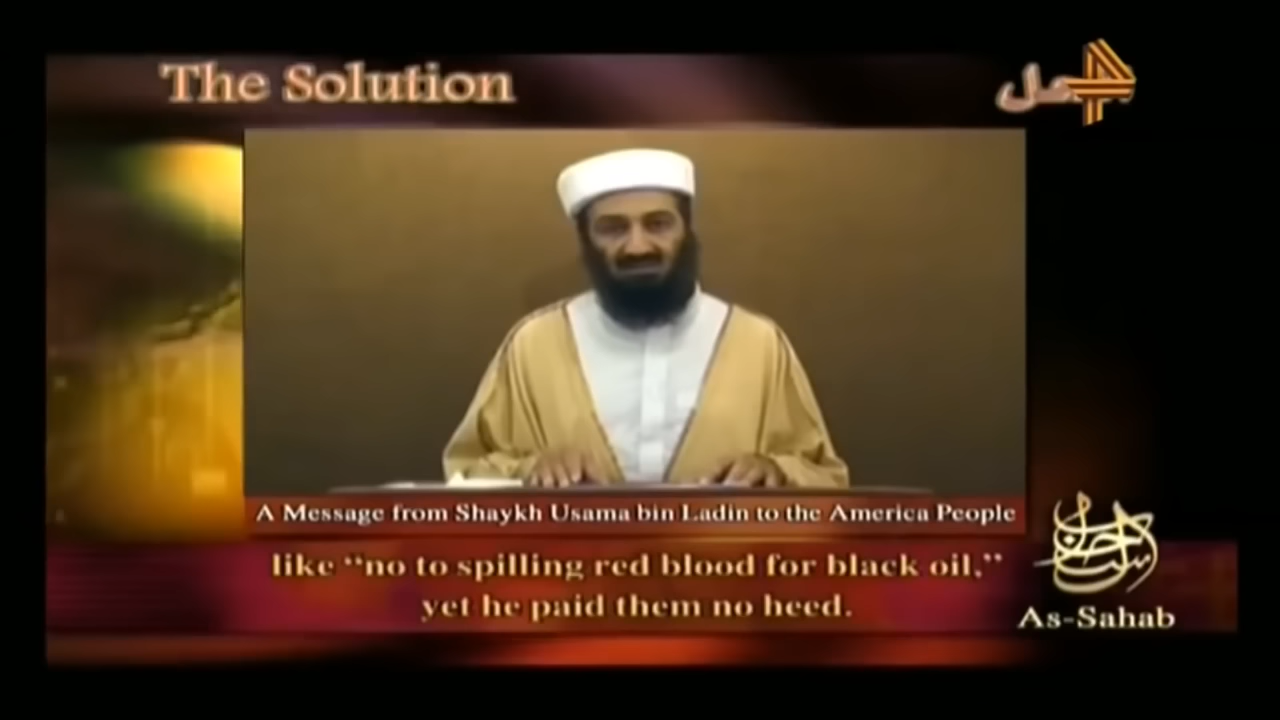 The Solution
A Message from Shaykh Usama bin Ladin to the America People
like “no to spilling red blood for black oil,”
yet he paid them no heed.
السحاب
As-Sahab